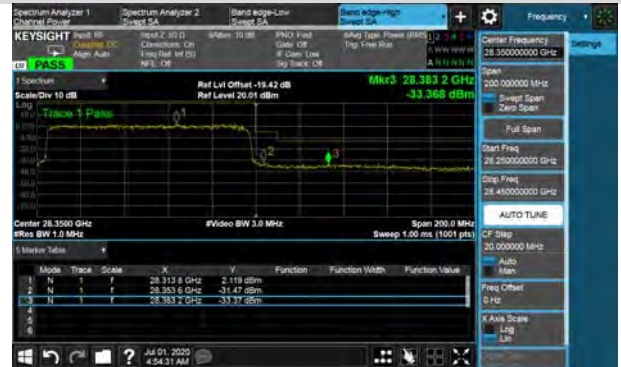 Spectrum Analyzer 1
Channel Power
Spectrum Analyzer 2
Swept SA
Band edge-Low
Swept SA
Band edge-High
Swept SA
+
Frequency
KEYSIGHT
Input: RF
Coupling: DC
Align: Auto
Input Z: 50 Ω
Corrections: On
Freq Ref: Int (S)
NFE: Off
#Atten: 10 dB
PNO: Fast
Gate: Off
IF Gain: Low
Sig Track: Off
#Avg Type: Power (RMS)
Trig: Free Run
PASS
1 Spectrum
Scale/Div 10 dB
Ref Lvl Offset -19.42 dB
Ref Level 20.01 dBm
Mkr3 28.383 2 GHz
-33.368 dBm
Log
Trace 1 Pass
Center 28.3500 GHz
#Res BW 1.0 MHz
#Video BW 3.0 MHz
Span 200.0 MHz
Sweep 1.00 ms (1001 pts)
5 Marker Table
Mode Trace Scale X Y Function Function Width Function Value
1 N 1 f 28.313 6 GHz 2.119 dBm
2 N 1 f 28.353 6 GHz -31.47 dBm
3 N 1 f 28.383 2 GHz -33.37 dBm
4
5
6
Jul 01, 2020
4:54:31 AM
Center Frequency
28.350000000 GHz
Settings
Span
200.000000 MHz
Swept Span
Zero Span
Full Span
Start Freq
28.250000000 GHz
Stop Freq
28.450000000 GHz
AUTO TUNE
CF Step
20.000000 MHz
Auto
Man
Freq Offset
0 Hz
X Axis Scale
Log
Lin